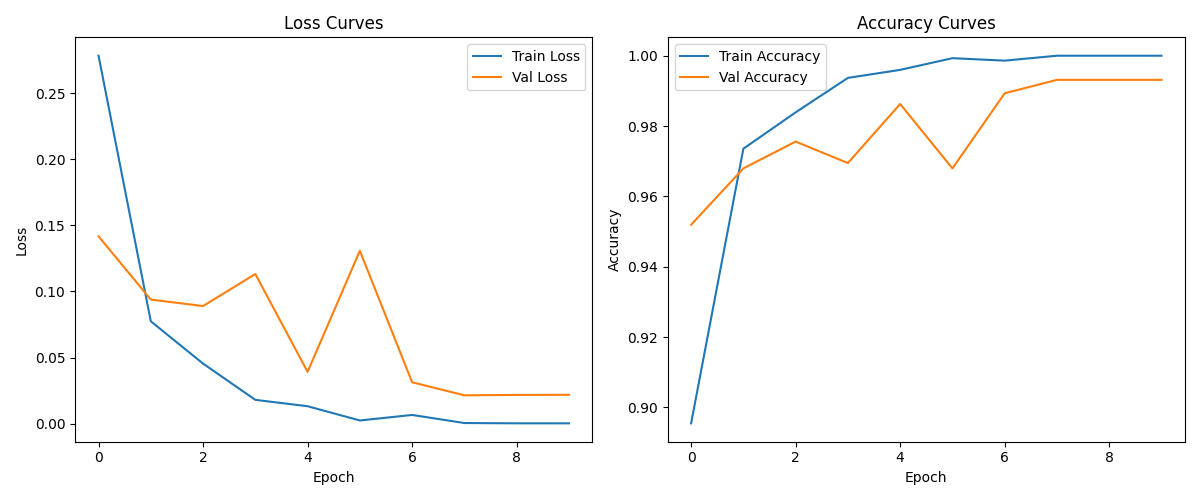 Loss Curves
Train Loss
Val Loss
0.25
0.20
0.15
0.10
0.05
0.00
Loss
0 2 4 6 8
Epoch
Accuracy Curves
Train Accuracy
Val Accuracy
1.00
0.98
0.96
0.94
0.92
0.90
Accuracy
0 2 4 6 8
Epoch